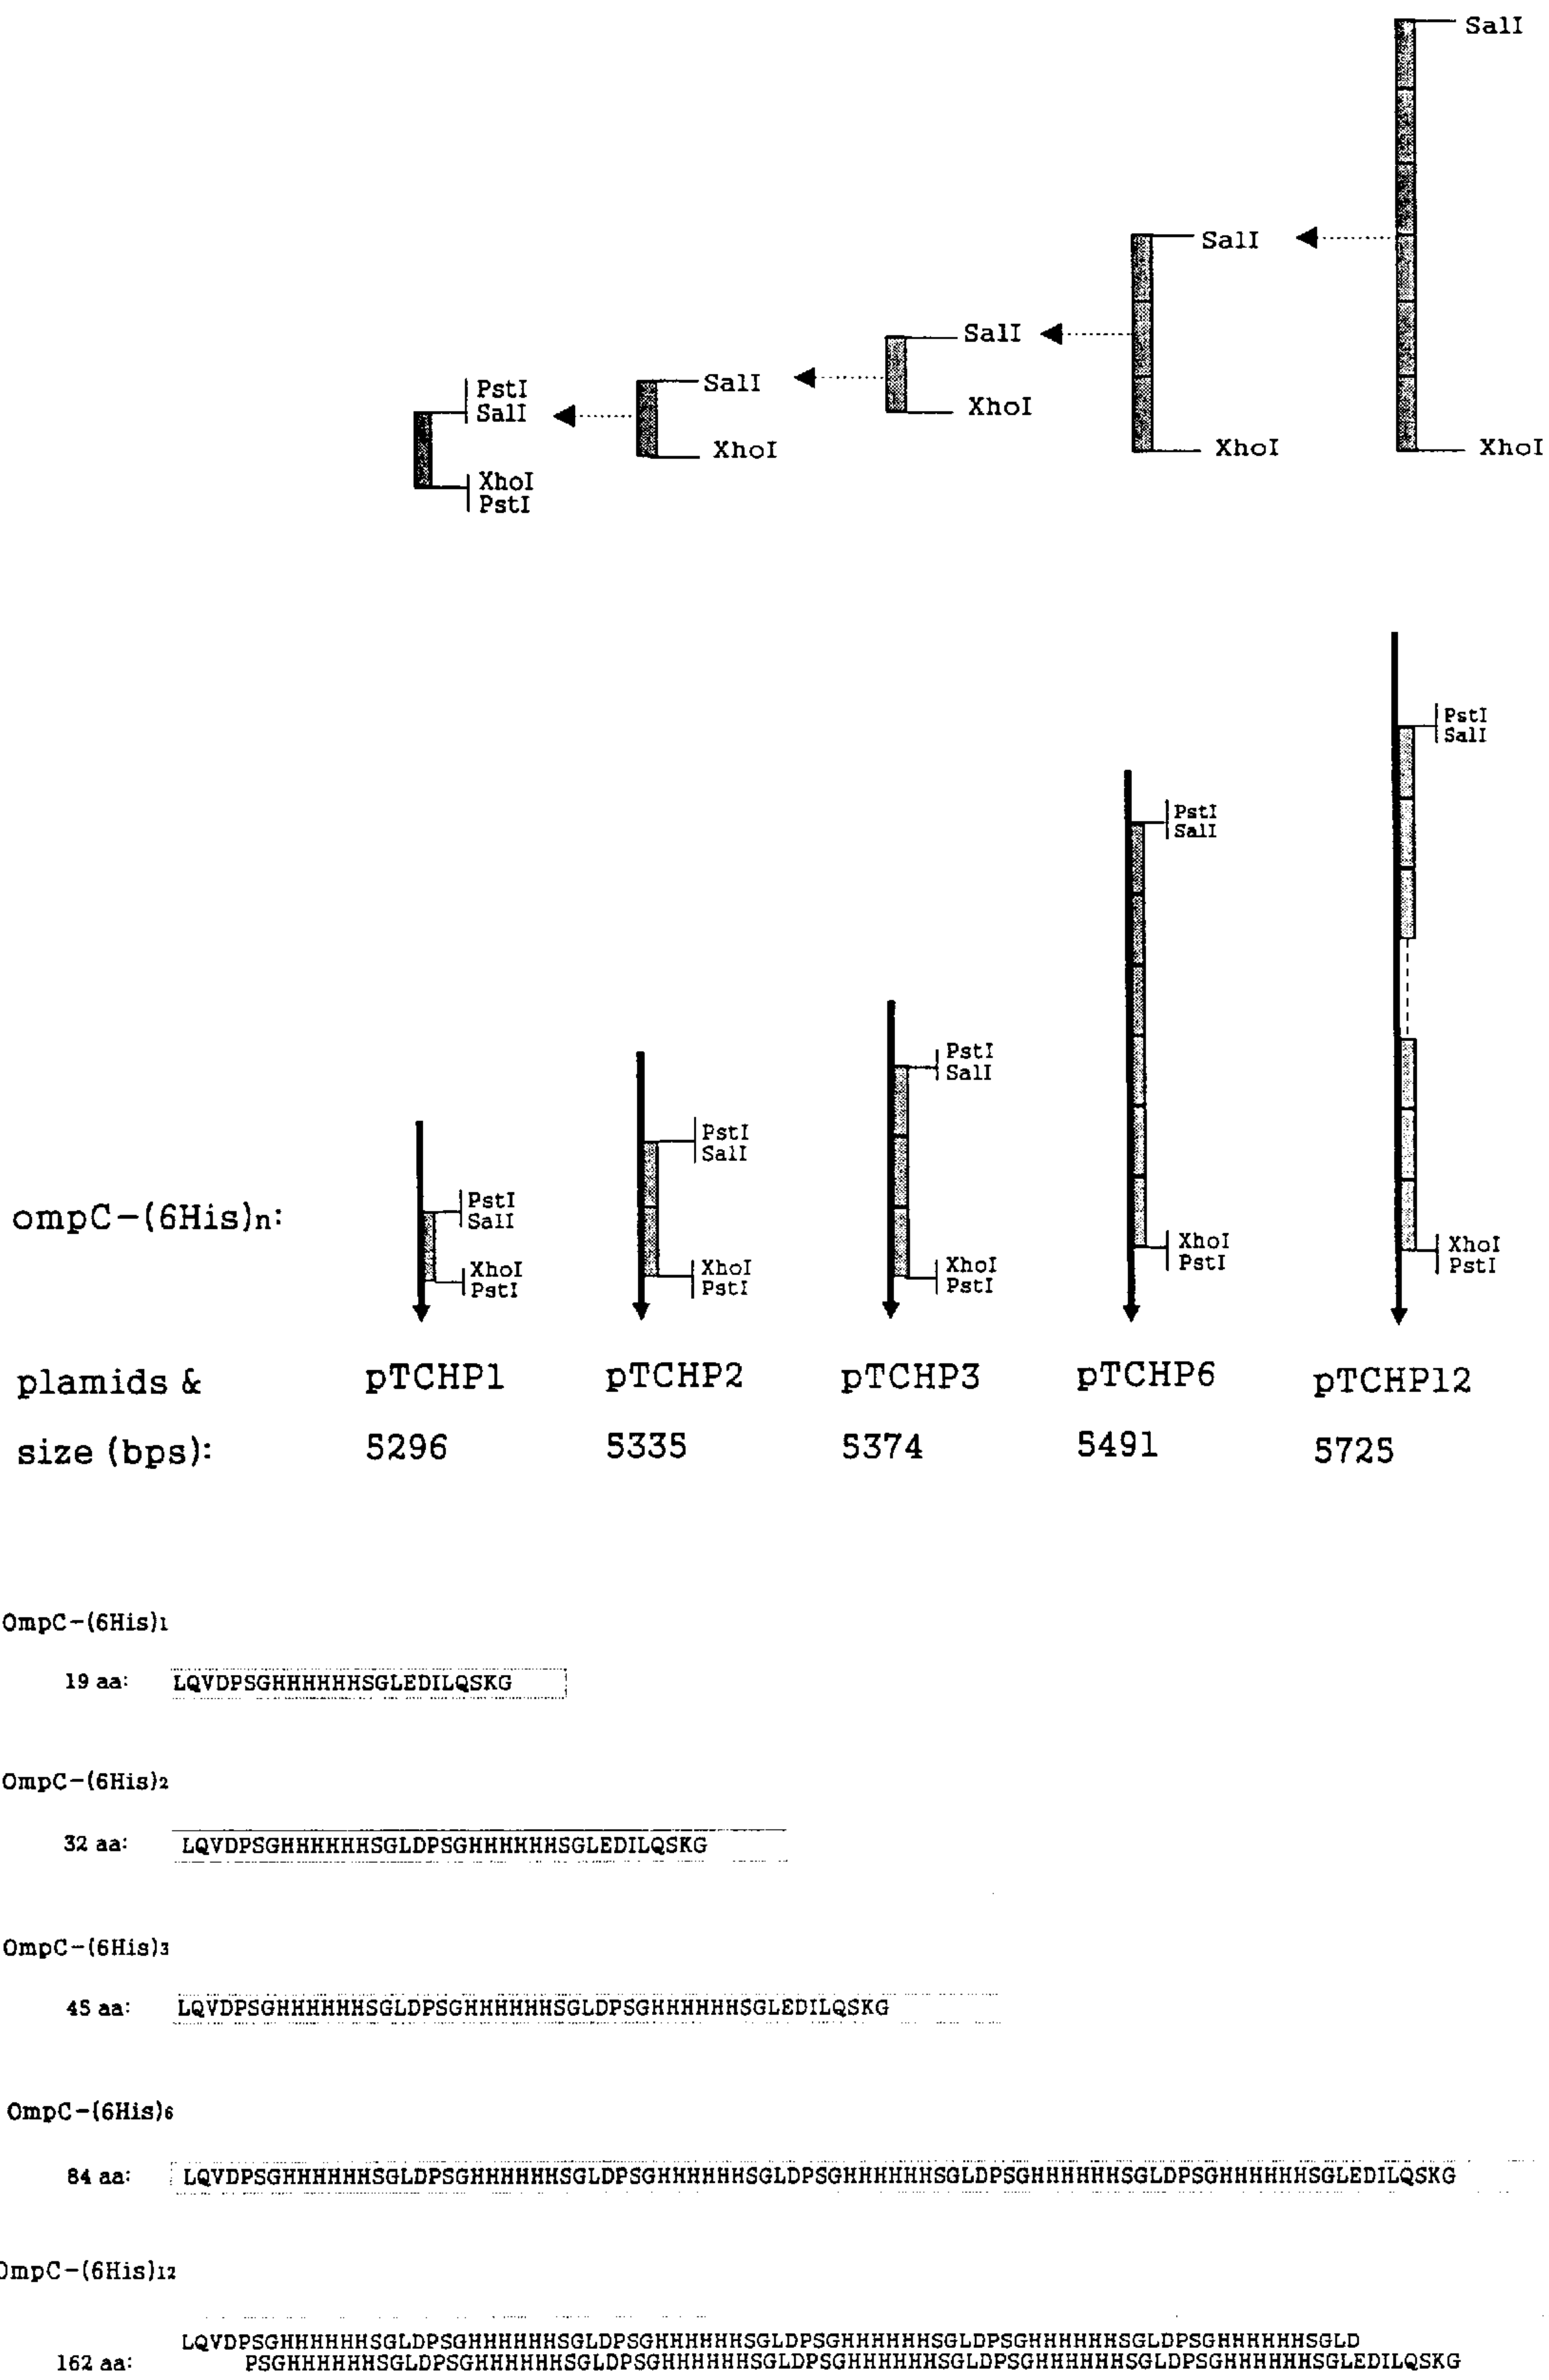 SalI
SalI
SalI
SalI
PstI
SalI
XhoI
XhoI
XhoI
XhoI
XhoI
PstI
PstI
SalI
PstI
SalI
PstI
SalI
PstI
SalI
PstI
SalI
ompC-(6His)n:
XhoI
PstI
XhoI
PstI
XhoI
PstI
XhoI
PstI
XhoI
PstI
plamids & pTCHP1 pTCHP2 pTCHP3 pTCHP6 pTCHP12
size (bps): 5296 5335 5374 5491 5725
OmpC-(6His)1
19 aa: LQVDPSGHHHHHHSGLEDILQSKG
OmpC-(6His)2
32 aa: LQVDPSGHHHHHHSGLDPSGHHHHHHSGLEDILQSKG
OmpC-(6His)3
45 aa: LQVDPSGHHHHHHSGLDPSGHHHHHHSGLDPSGHHHHHHSGLEDILQSKG
OmpC-(6His)6
84 aa: LQVDPSGHHHHHHSGLDPSGHHHHHHSGLDPSGHHHHHHSGLDPSGHHHHHHSGLDPSGHHHHHHSGLDPSGHHHHHHSGLEDILQSKG
OmpC-(6His)12
LQVDPSGHHHHHHSGLDPSGHHHHHHSGLDPSGHHHHHHSGLDPSGHHHHHHSGLDPSGHHHHHHSGLDPSGHHHHHHSGLD
162 aa: PSGHHHHHHSGLDPSGHHHHHHSGLDPSGHHHHHHSGLDPSGHHHHHHSGLDPSGHHHHHHSGLDPSGHHHHHHSGLEDILQSKG